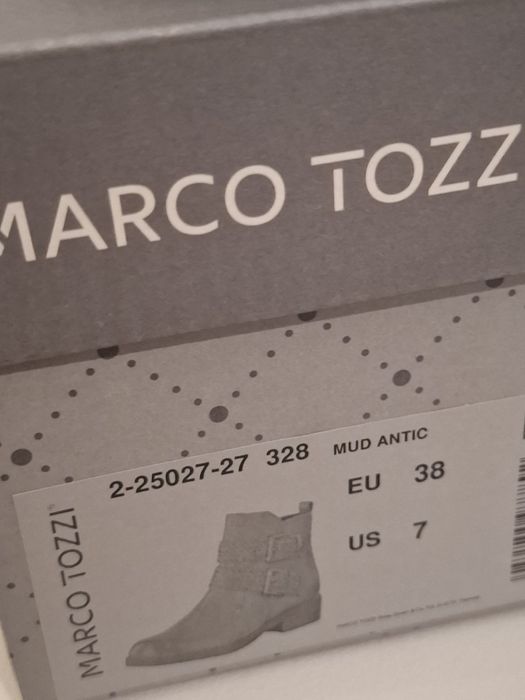 MARCO TOZZ
2-25027-27 328 MUD ANTIC
EU 38
US 7
MARCO TOZZI